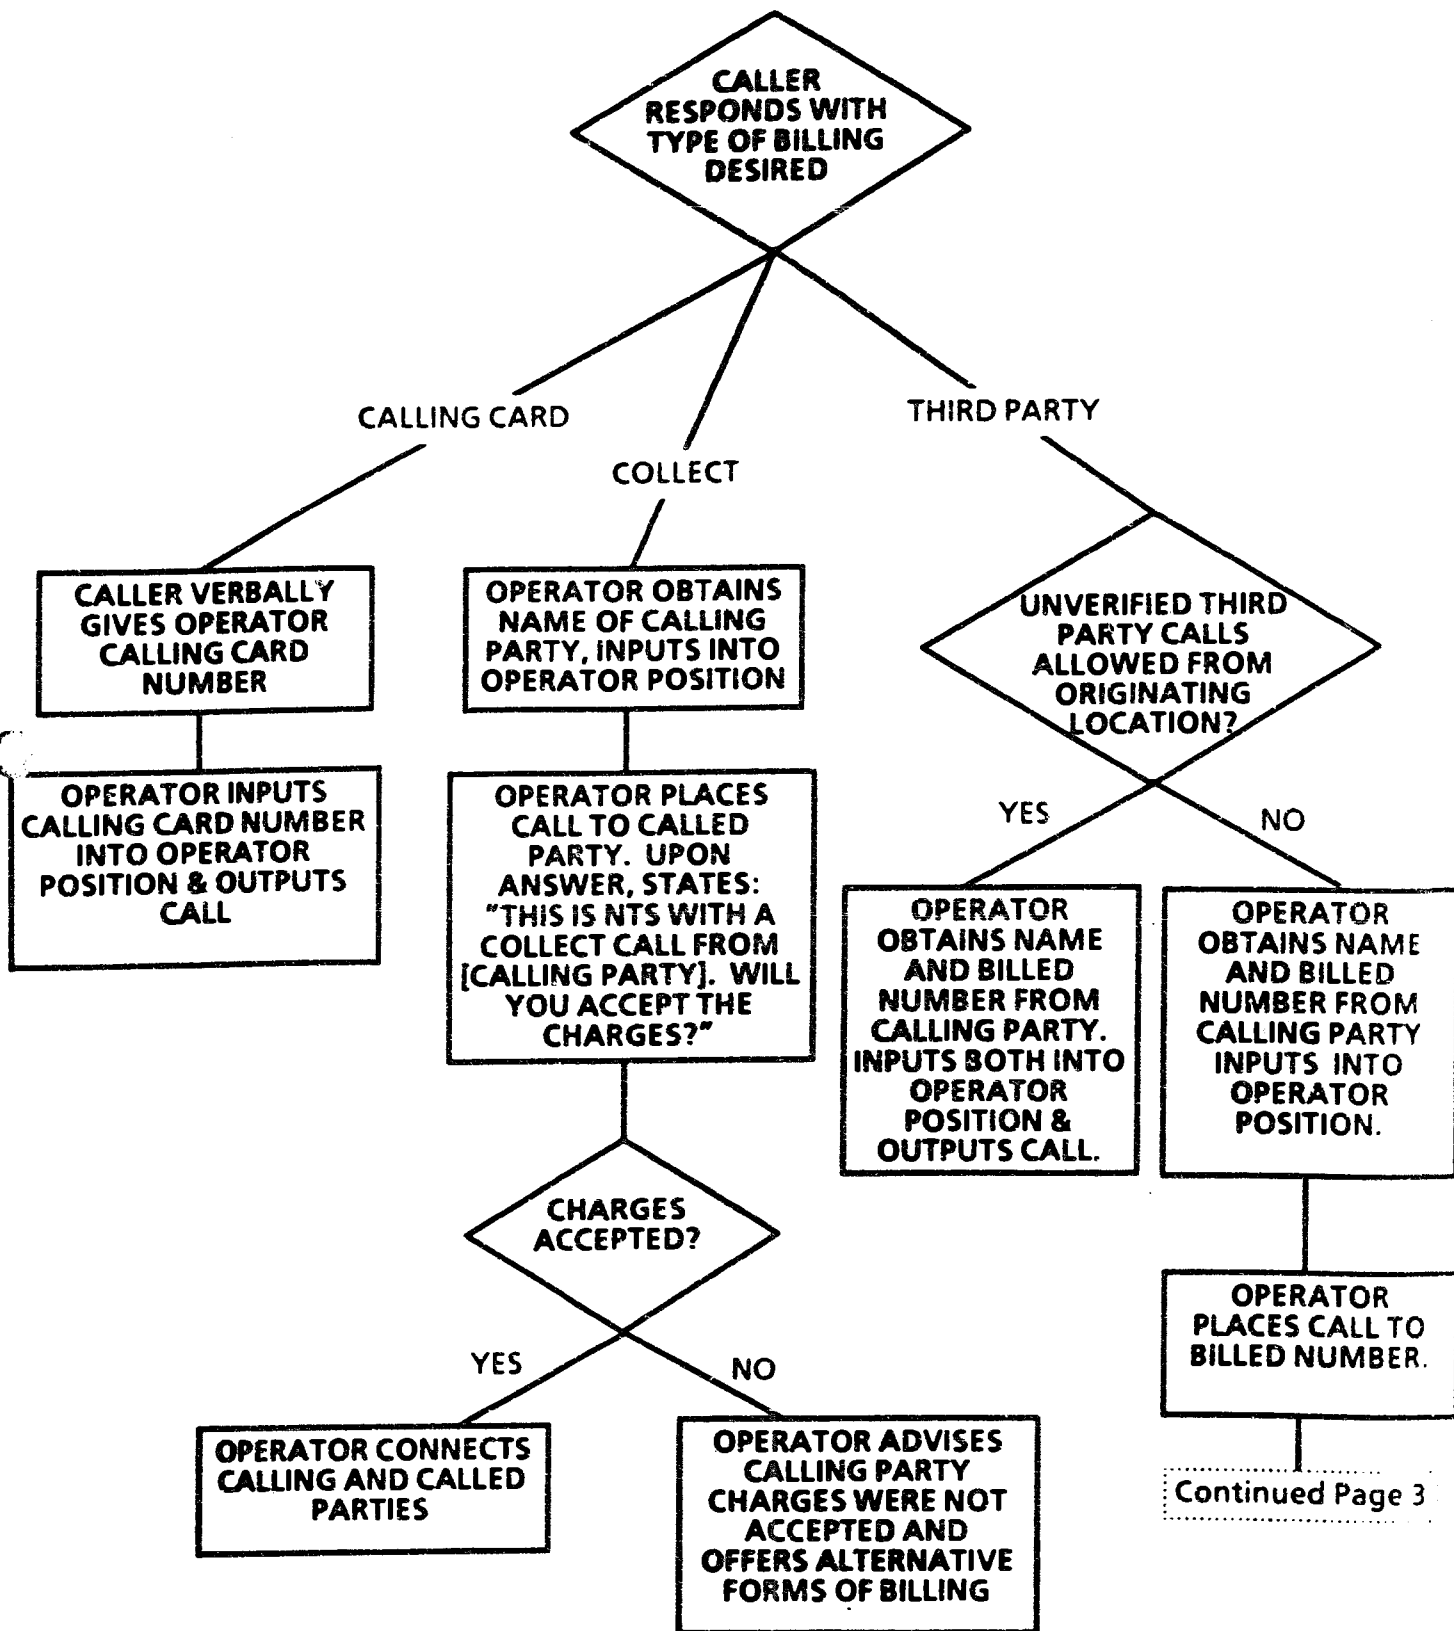 CALLER
RESPONDS WITH
TYPE OF BILLING
DESIRED
CALLING CARD
COLLECT
THIRD PARTY
CALLER VERBALLY
GIVES OPERATOR
CALLING CARD
NUMBER
OPERATOR INPUTS
CALLING CARD NUMBER
INTO OPERATOR
POSITION & OUTPUTS
CALL
OPERATOR OBTAINS
NAME OF CALLING
PARTY, INPUTS INTO
OPERATOR POSITION
OPERATOR PLACES
CALL TO CALLED
PARTY. UPON
ANSWER, STATES:
"THIS IS NTS WITH A
COLLECT CALL FROM
[CALLING PARTY]. WILL
YOU ACCEPT THE
CHARGES?"
CHARGES
ACCEPTED?
YES
NO
OPERATOR CONNECTS
CALLING AND CALLED
PARTIES
OPERATOR ADVISES
CALLING PARTY
CHARGES WERE NOT
ACCEPTED AND
OFFERS ALTERNATIVE
FORMS OF BILLING
UNVERIFIED THIRD
PARTY CALLS
ALLOWED FROM
ORIGINATING
LOCATION?
YES
NO
OPERATOR
OBTAINS NAME
AND BILLED
NUMBER FROM
CALLING PARTY.
INPUTS BOTH INTO
OPERATOR
POSITION &
OUTPUTS CALL.
OPERATOR
OBTAINS NAME
AND BILLED
NUMBER FROM
CALLING PARTY
INPUTS INTO
OPERATOR
POSITION.
OPERATOR
PLACES CALL TO
BILLED NUMBER.
Continued Page 3